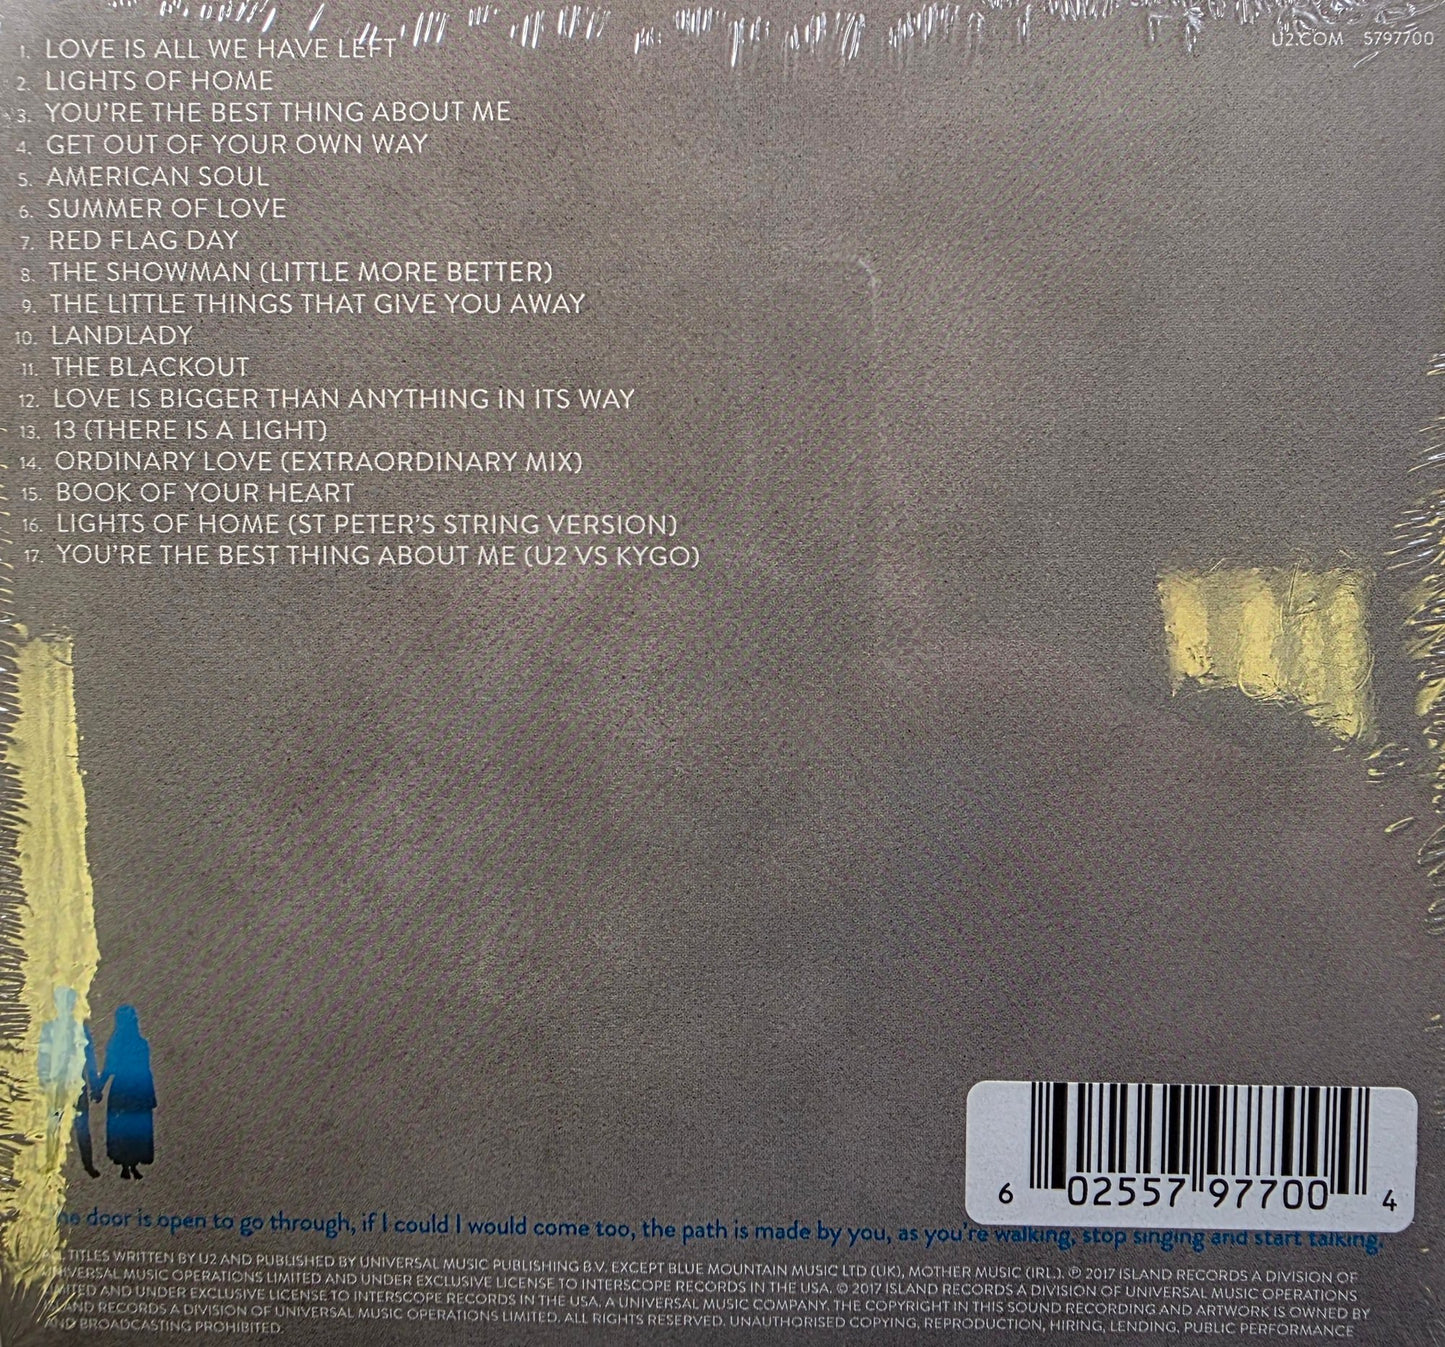 U2.COM 5797700
1. LOVE IS ALL WE HAVE LEFT
2. LIGHTS OF HOME
3. YOU'RE THE BEST THING ABOUT ME
4. GET OUT OF YOUR OWN WAY
5. AMERICAN SOUL
6. SUMMER OF LOVE
7. RED FLAG DAY
8. THE SHOWMAN (LITTLE MORE BETTER)
9. THE LITTLE THINGS THAT GIVE YOU AWAY
10. LANDLADY
11. THE BLACKOUT
12. LOVE IS BIGGER THAN ANYTHING IN ITS WAY
13. 13 (THERE IS A LIGHT)
14. ORDINARY LOVE (EXTRAORDINARY MIX)
15. BOOK OF YOUR HEART
16. LIGHTS OF HOME (ST PETER'S STRING VERSION)
17. YOU'RE THE BEST THING ABOUT ME (U2 VS KYGO)
6 02557 97700 4
door is open to go through, if I could I would come too, the path is made by you, as you're walking, stop singing and start talking.
TITLES WRITTEN BY U2 AND PUBLISHED BY UNIVERSAL MUSIC PUBLISHING B.V. EXCEPT BLUE MOUNTAIN MUSIC LTD (UK), MOTHER MUSIC (IRL.). ℗ 2017 ISLAND RECORDS A DIVISION OF
UNIVERSAL MUSIC OPERATIONS LIMITED AND UNDER EXCLUSIVE LICENSE TO INTERSCOPE RECORDS IN THE USA. © 2017 ISLAND RECORDS A DIVISION OF UNIVERSAL MUSIC OPERATIONS
LIMITED AND UNDER EXCLUSIVE LICENSE TO INTERSCOPE RECORDS IN THE USA. A UNIVERSAL MUSIC COMPANY. THE COPYRIGHT IN THIS SOUND RECORDING AND ARTWORK IS OWNED BY
ISLAND RECORDS A DIVISION OF UNIVERSAL MUSIC OPERATIONS LIMITED. ALL RIGHTS RESERVED. UNAUTHORISED COPYING, REPRODUCTION, HIRING, LENDING, PUBLIC PERFORMANCE
AND BROADCASTING PROHIBITED.